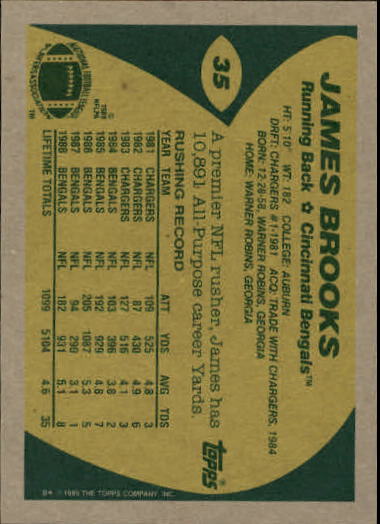 35
JAMES BROOKS
Running Back ✿ Cincinnati Bengals™
HT: 5'10" WT: 182 COLLEGE: AUBURN
DRFT: CHARGERS #1-1981 ACQ: TRADE WITH CHARGERS, 1984
BORN: 12-28-58, WARNER ROBINS, GEORGIA
HOME: WARNER ROBINS, GEORGIA
A premier NFL rusher, James has
10,891 All-Purpose career Yards.
TOPPS
RUSHING RECORD
YEAR TEAM ATT YDS AVG TDS
1981 CHARGERS NFL 109 525 4.8 3
1982 CHARGERS NFL 87 430 4.9 6
1983 CHARGERS NFL 127 516 4.1 3
1984 BENGALS NFL 103 396 3.8 2
1985 BENGALS NFL 192 929 4.8 7
1986 BENGALS NFL 205 1087 5.3 5
1987 BENGALS NFL 94 290 3.1 1
1988 BENGALS NFL 182 931 5.1 8
LIFETIME TOTALS 1099 5104 4.6 35
NATIONAL FOOTBALL LEAGUE
PLAYERS ASSOCIATION
© 1989 THE TOPPS COMPANY, INC.